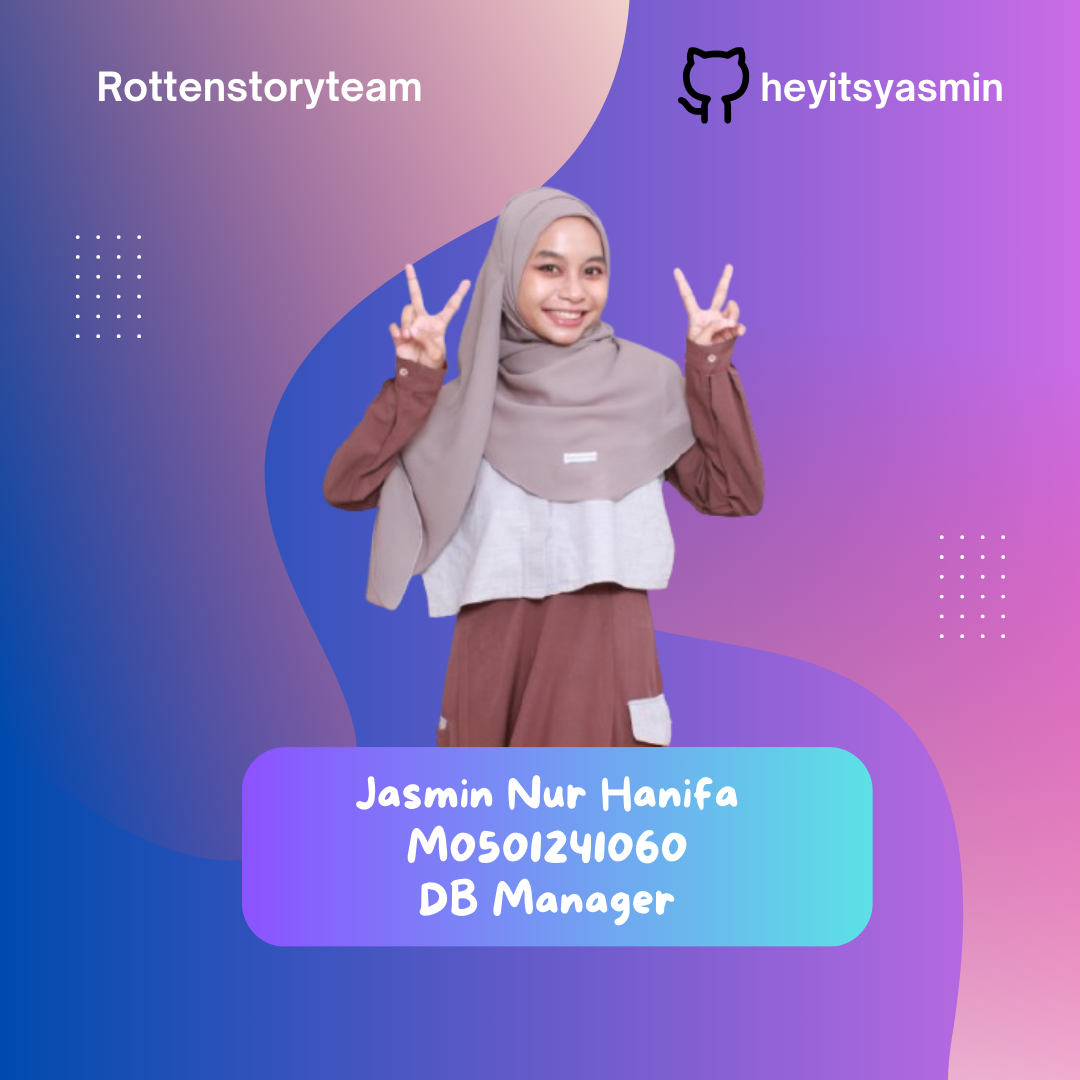 Rottenstoryteam
heyitsyasmin
Jasmin Nur Hanifa
M0501241060
DB Manager